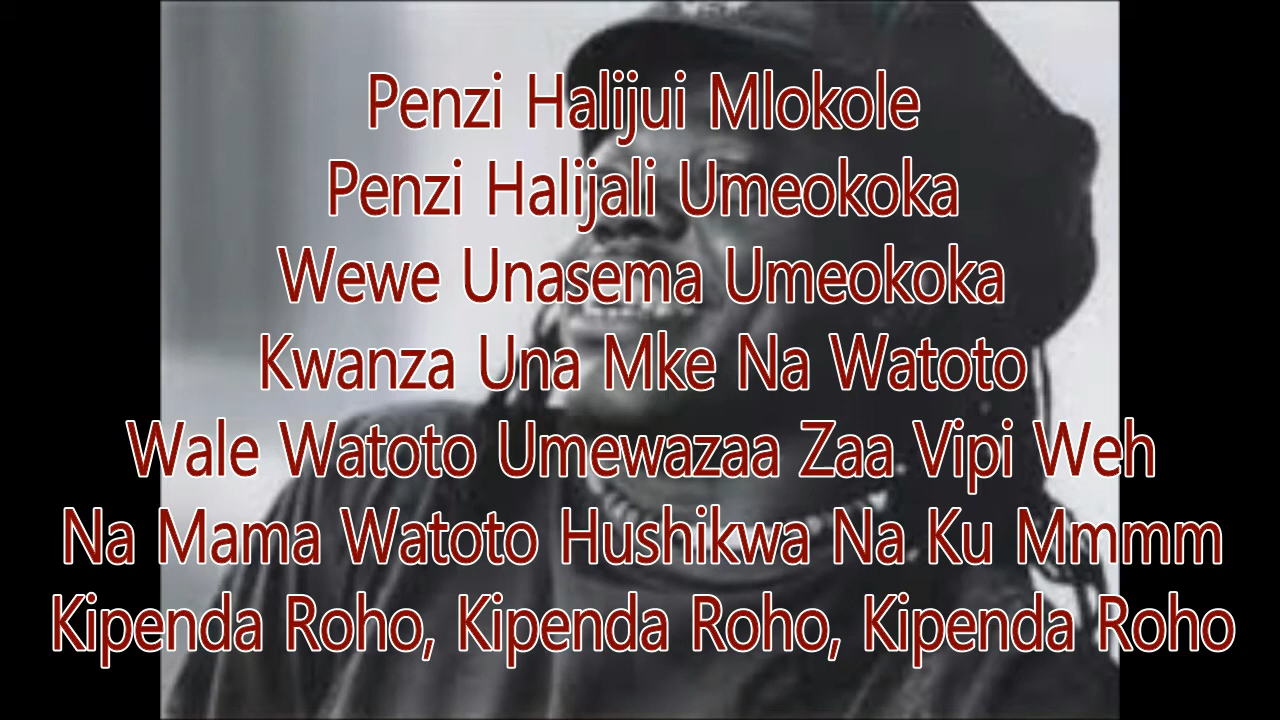 Penzi Halijui Mlokole
Penzi Halijali Umeokoka
Wewe Unasema Umeokoka
Kwanza Una Mke Na Watoto
Wale Watoto Umewazaa Zaa Vipi Weh
Na Mama Watoto Hushikwa Na Ku Mmmm
Kipenda Roho, Kipenda Roho, Kipenda Roho